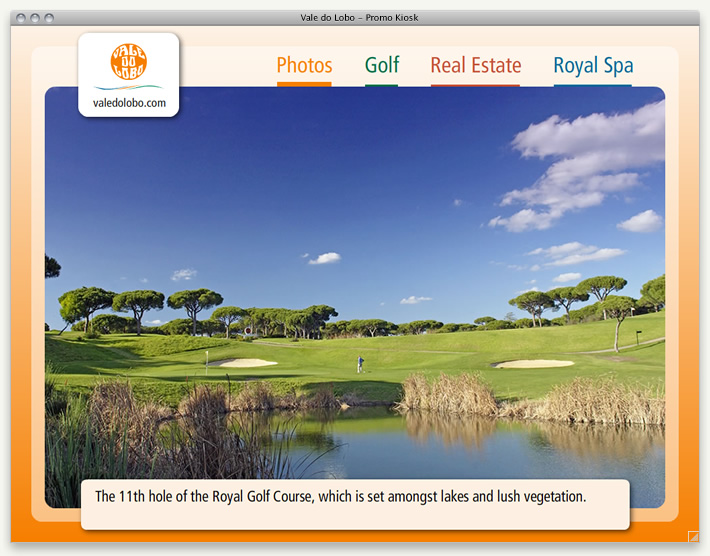 Vale do Lobo – Promo Kiosk
VALE
DO
LOBO
valedolobo.com
Photos Golf Real Estate Royal Spa
The 11th hole of the Royal Golf Course, which is set amongst lakes and lush vegetation.